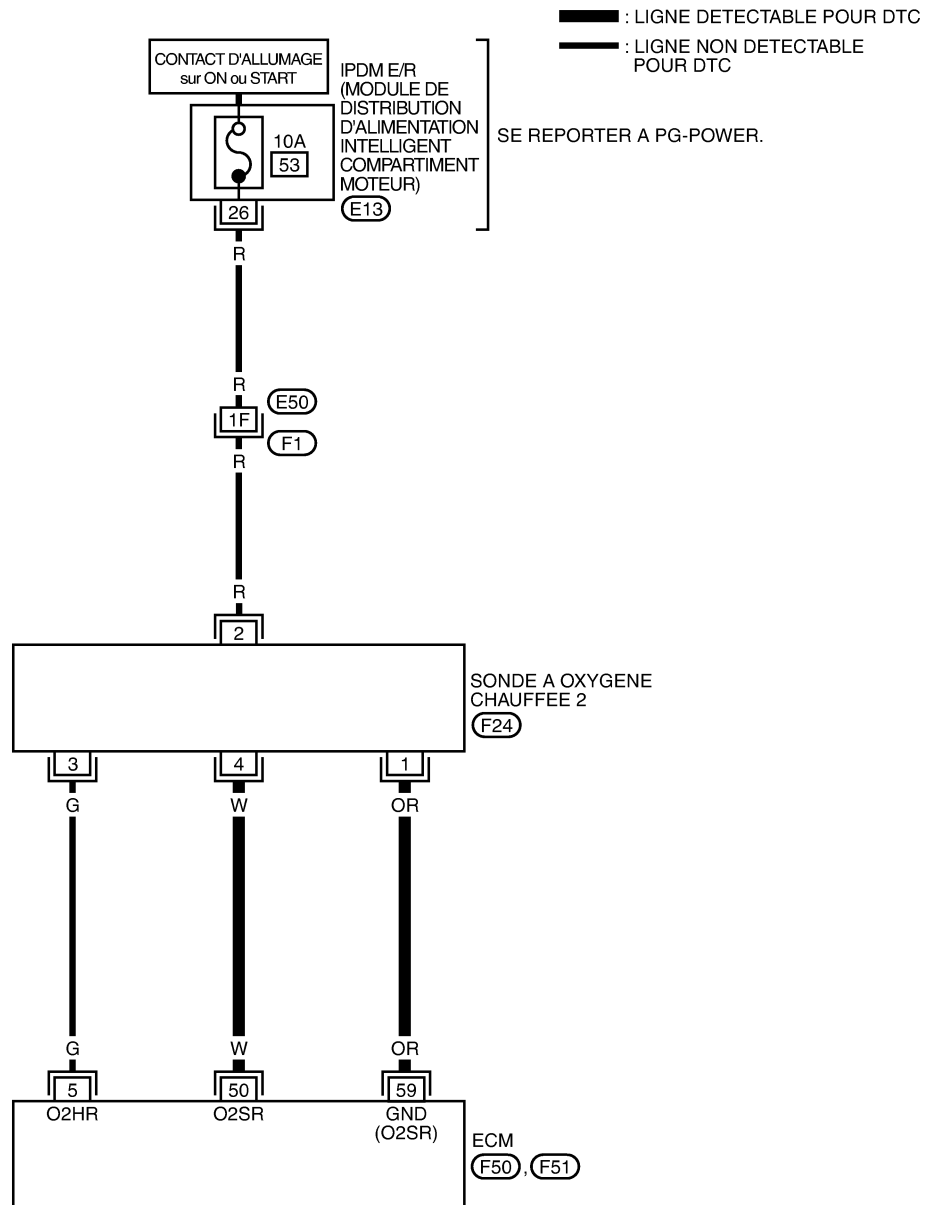 : LIGNE DETECTABLE POUR DTC
: LIGNE NON DETECTABLE
POUR DTC
CONTACT D'ALLUMAGE
sur ON ou START
IPDM E/R
(MODULE DE
DISTRIBUTION
D'ALIMENTATION
INTELLIGENT
COMPARTIMENT
MOTEUR)
E13
SE REPORTER A PG-POWER.
10A
53
26
R
R
E50
1F
F1
R
R
2
SONDE A OXYGENE
CHAUFFEE 2
F24
3 4 1
G W OR
G W OR
5 50 59
O2HR O2SR GND
(O2SR)
ECM
F50 , F51